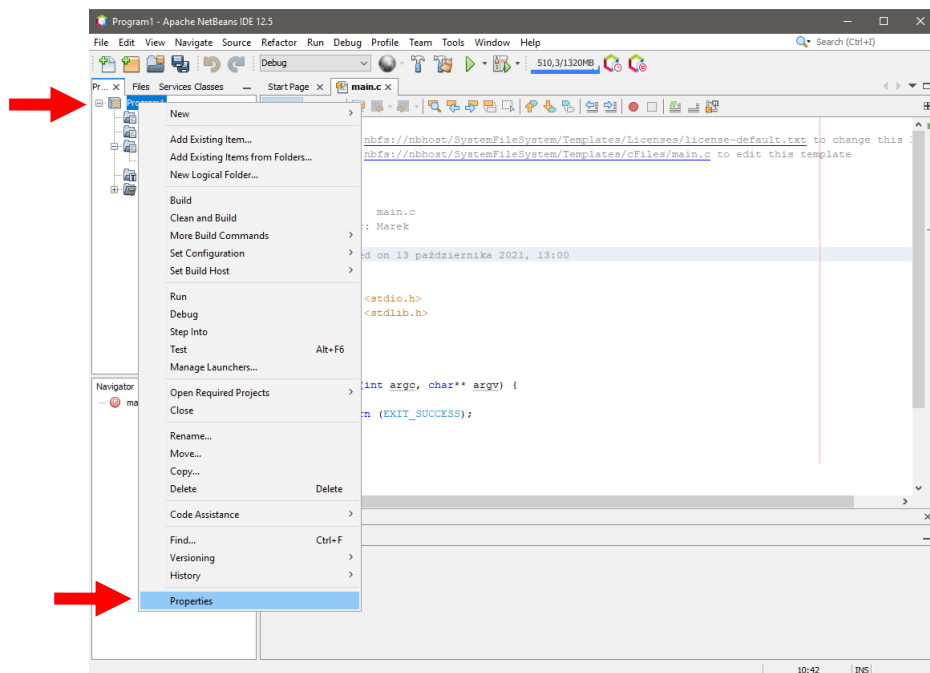 Program1 - Apache NetBeans IDE 12.5
File Edit View Navigate Source Refactor Run Debug Profile Team Tools Window Help
Search (Ctrl+I)
Debug
510,3/1320MB
Pr... Files Services Classes
Start Page main.c
Program1
New
Add Existing Item...
Add Existing Items from Folders...
New Logical Folder...
Build
Clean and Build
More Build Commands
Set Configuration
Set Build Host
Run
Debug
Step Into
Test Alt+F6
Manage Launchers...
Open Required Projects
Close
Rename...
Move...
Copy...
Delete Delete
Code Assistance
Find... Ctrl+F
Versioning
History
Properties
nbfs://nbhost/SystemFileSystem/Templates/Licenses/license-default.txt to change this
nbfs://nbhost/SystemFileSystem/Templates/cFiles/main.c to edit this template
main.c
: Marek
ed on 13 października 2021, 13:00
<stdio.h>
<stdlib.h>
(int argc, char** argv) {
rn (EXIT_SUCCESS);
Navigator
ma
10:42 INS